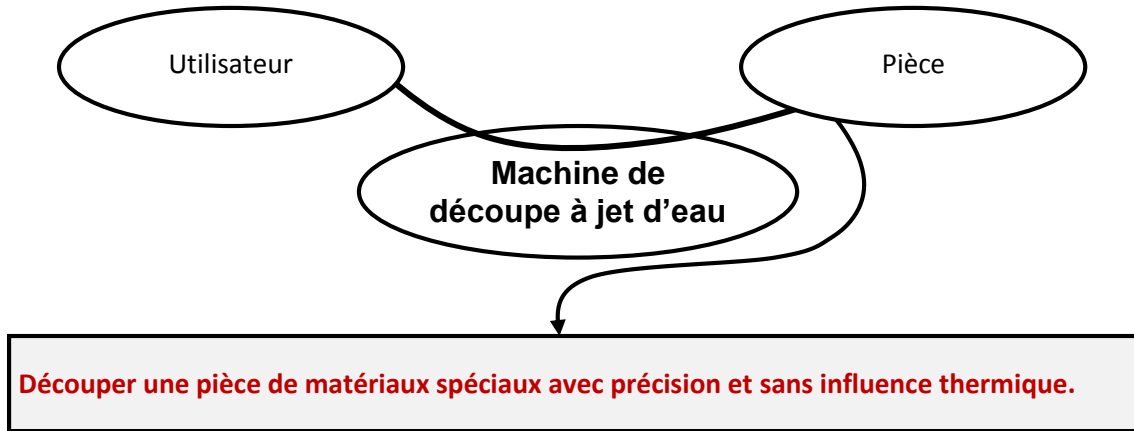 Utilisateur
Pièce
Machine de
découpe à jet d’eau
Découper une pièce de matériaux spéciaux avec précision et sans influence thermique.